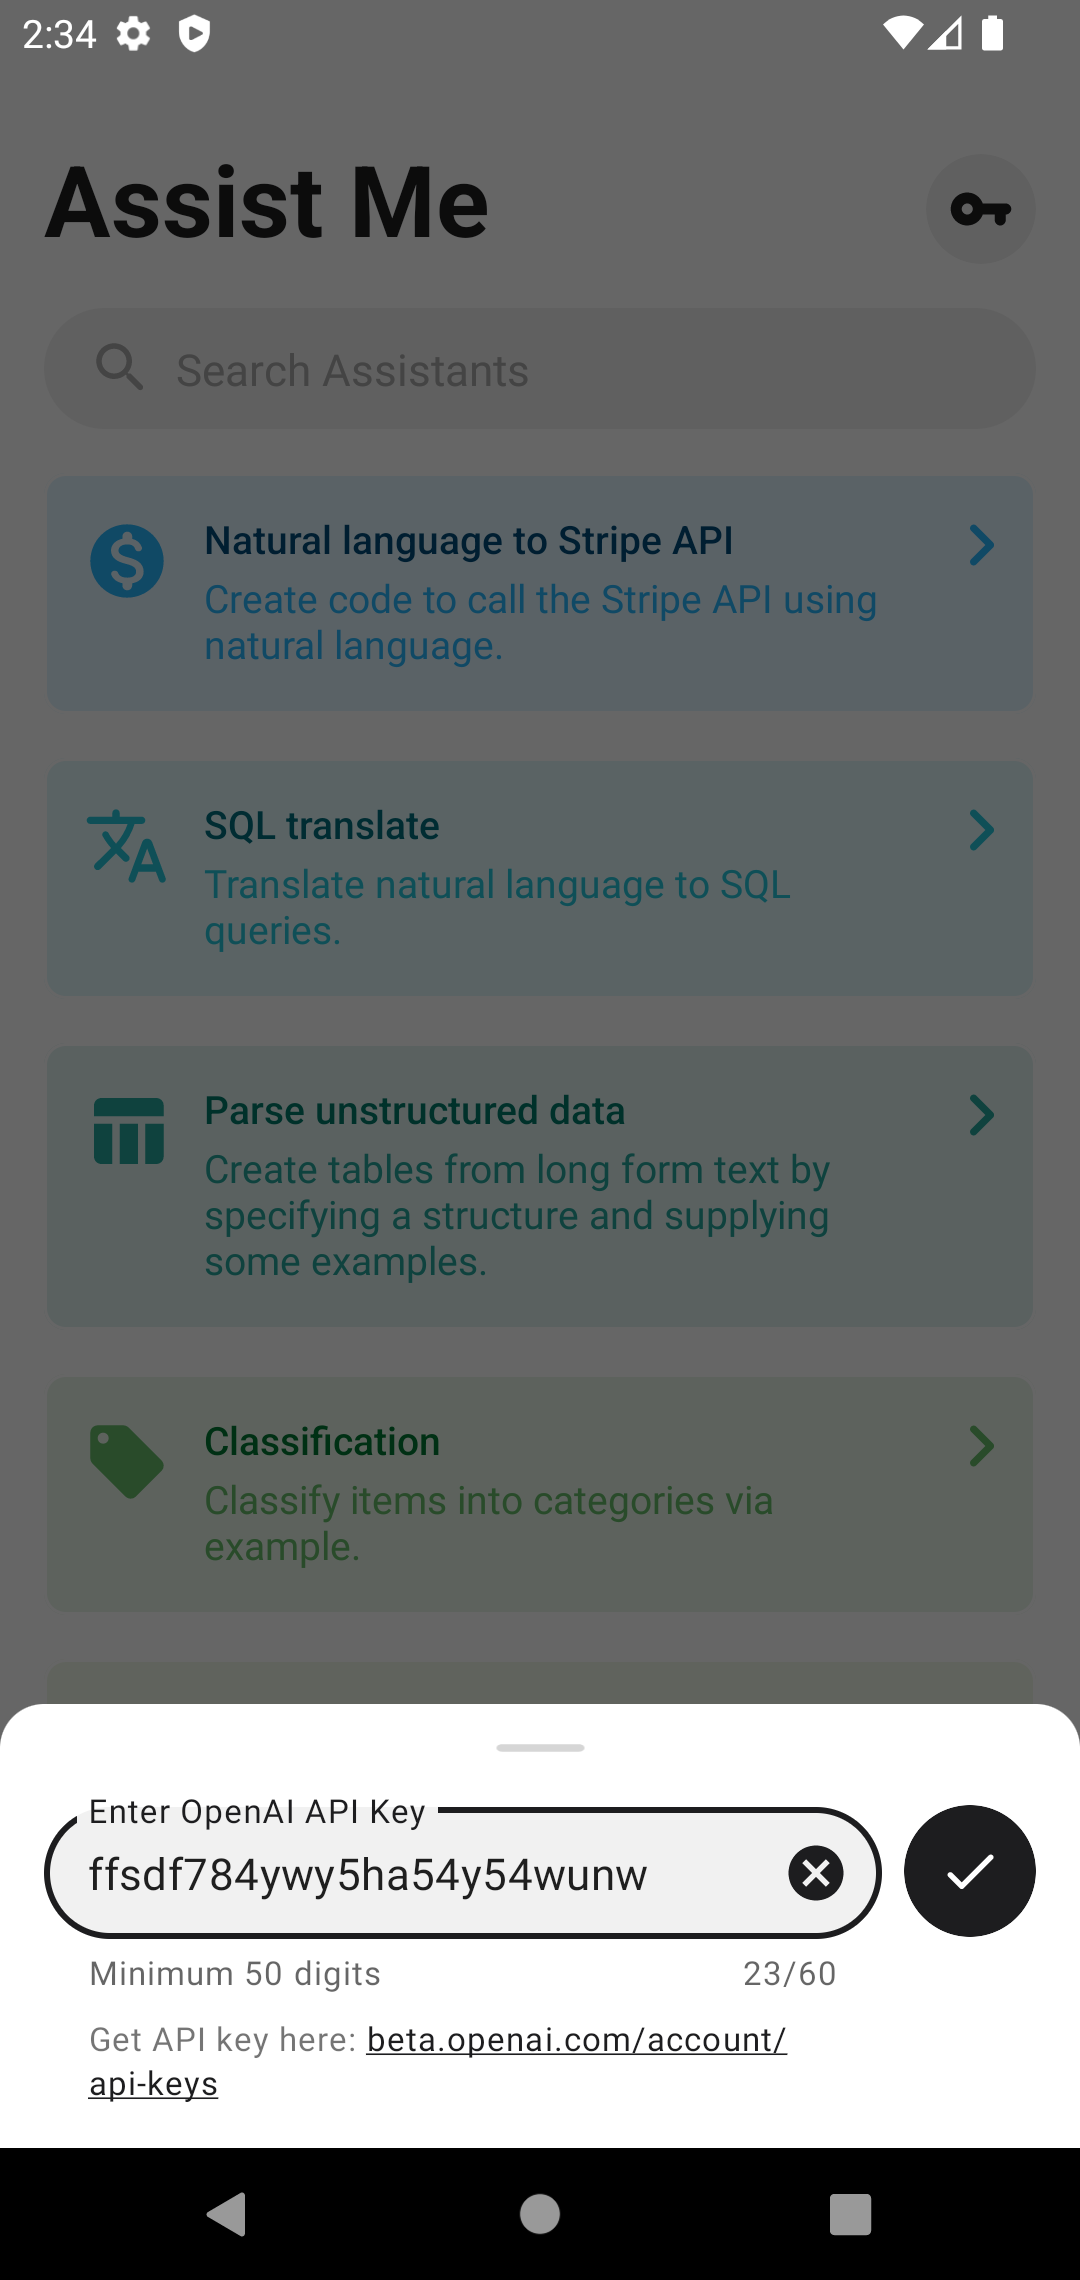 2:34
Assist Me
Search Assistants
Natural language to Stripe API
Create code to call the Stripe API using
natural language.
SQL translate
Translate natural language to SQL
queries.
Parse unstructured data
Create tables from long form text by
specifying a structure and supplying
some examples.
Classification
Classify items into categories via
example.
Enter OpenAI API Key
ffsdf784ywy5ha54y54wunw
Minimum 50 digits 23/60
Get API key here: beta.openai.com/account/
api-keys